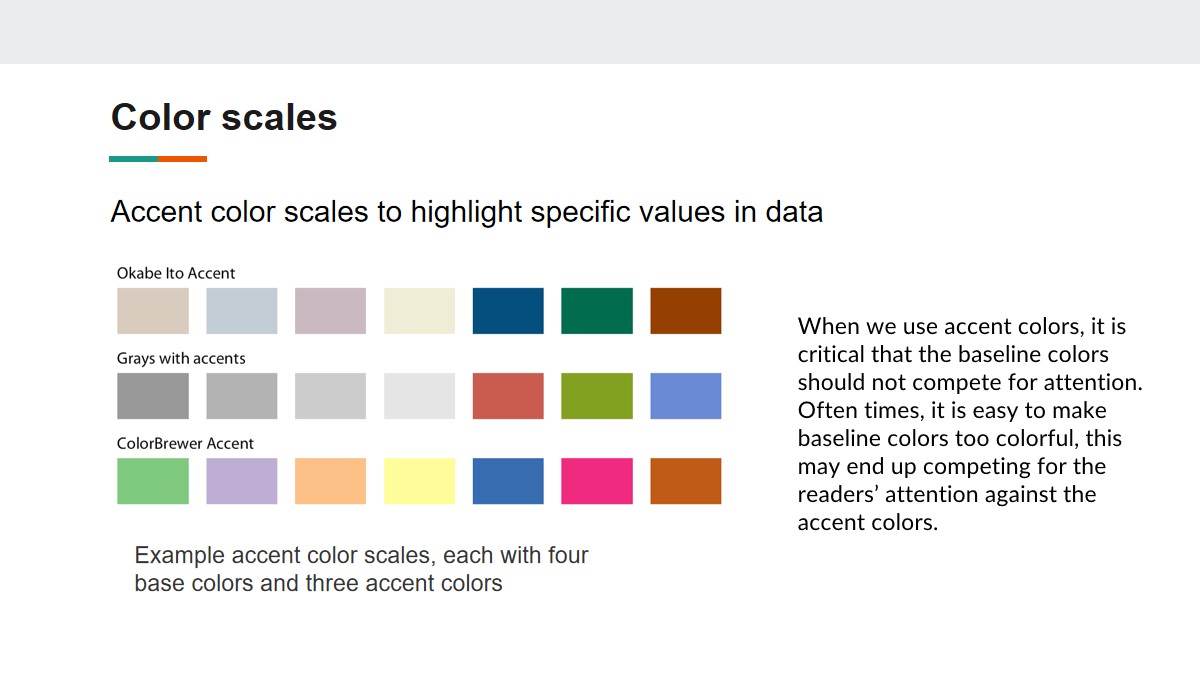 Color scales
Accent color scales to highlight specific values in data
Okabe Ito Accent
Grays with accents
ColorBrewer Accent
Example accent color scales, each with four
base colors and three accent colors
When we use accent colors, it is
critical that the baseline colors
should not compete for attention.
Often times, it is easy to make
baseline colors too colorful, this
may end up competing for the
readers’ attention against the
accent colors.